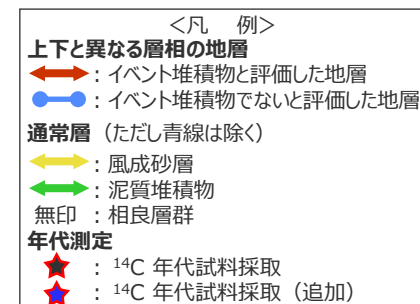 <凡 例>
上下と異なる層相の地層
：イベント堆積物と評価した地層
：イベント堆積物でないと評価した地層
通常層（ただし青線は除く）
：風成砂層
：泥質堆積物
無印 ：相良層群
年代測定
：14C 年代試料採取
：14C 年代試料採取（追加）